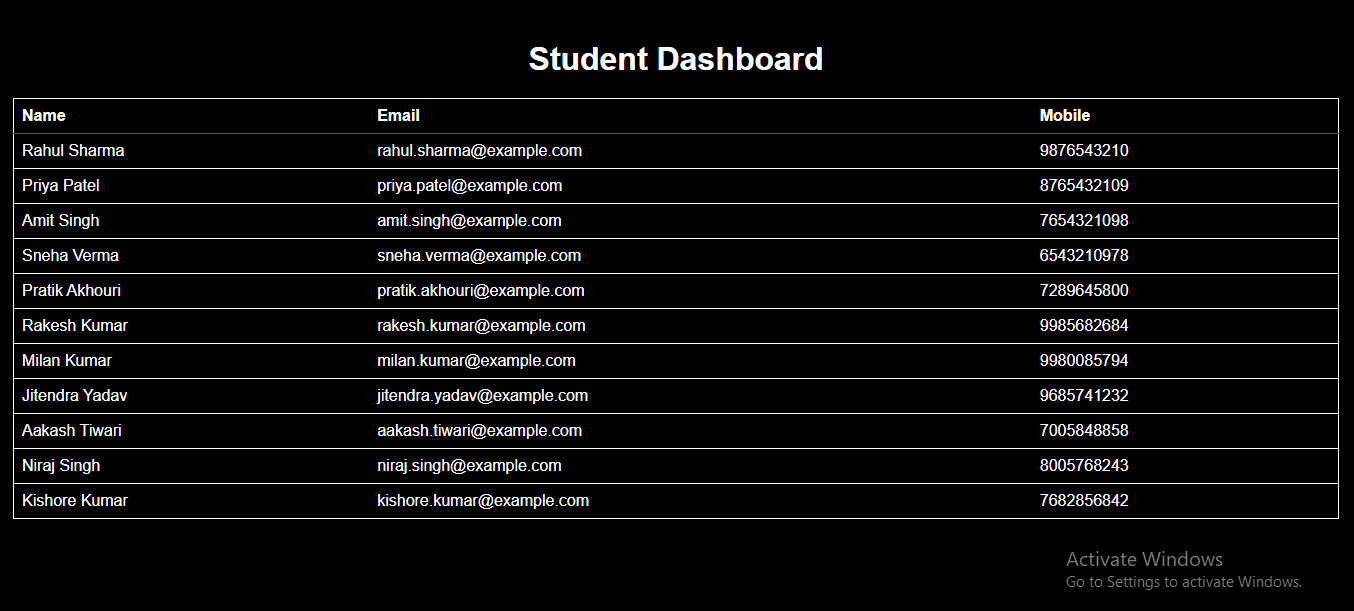 Student Dashboard
Name Email Mobile
Rahul Sharma rahul.sharma@example.com 9876543210
Priya Patel priya.patel@example.com 8765432109
Amit Singh amit.singh@example.com 7654321098
Sneha Verma sneha.verma@example.com 6543210978
Pratik Akhouri pratik.akhouri@example.com 7289645800
Rakesh Kumar rakesh.kumar@example.com 9985682684
Milan Kumar milan.kumar@example.com 9980085794
Jitendra Yadav jitendra.yadav@example.com 9685741232
Aakash Tiwari aakash.tiwari@example.com 7005848858
Niraj Singh niraj.singh@example.com 8005768243
Kishore Kumar kishore.kumar@example.com 7682856842
Activate Windows
Go to Settings to activate Windows.